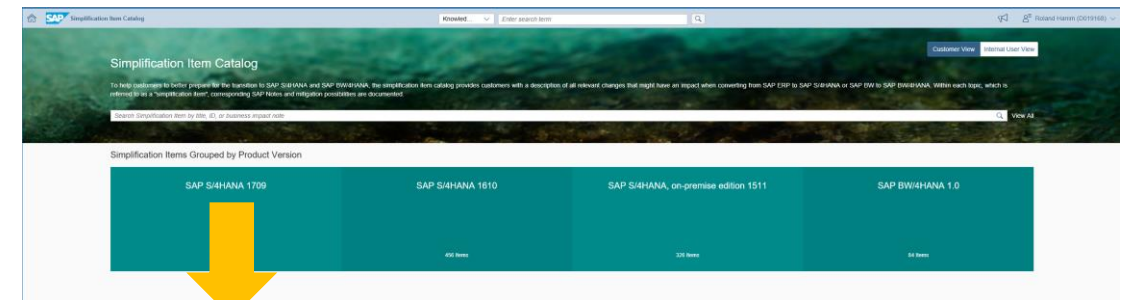 SAP Simplification Item Catalog
Knowled...
Enter search term
Roland Hamm (D019168)
Customer View
Internal User View
Simplification Item Catalog
To help customers to better prepare for the transition to SAP S/4HANA and SAP BW/4HANA, the simplification item catalog provides customers with a description of all relevant changes that might have an impact when converting from SAP ERP to SAP S/4HANA or SAP BW to SAP BW/4HANA. Within each topic, which is
referred to as a "simplification item", corresponding SAP Notes and mitigation possibilities are documented.
Search Simplification Item by title, ID, or business impact note
View All
Simplification Items Grouped by Product Version
SAP S/4HANA 1709
SAP S/4HANA 1610
SAP S/4HANA, on-premise edition 1511
SAP BW/4HANA 1.0
456 Items
84 Items